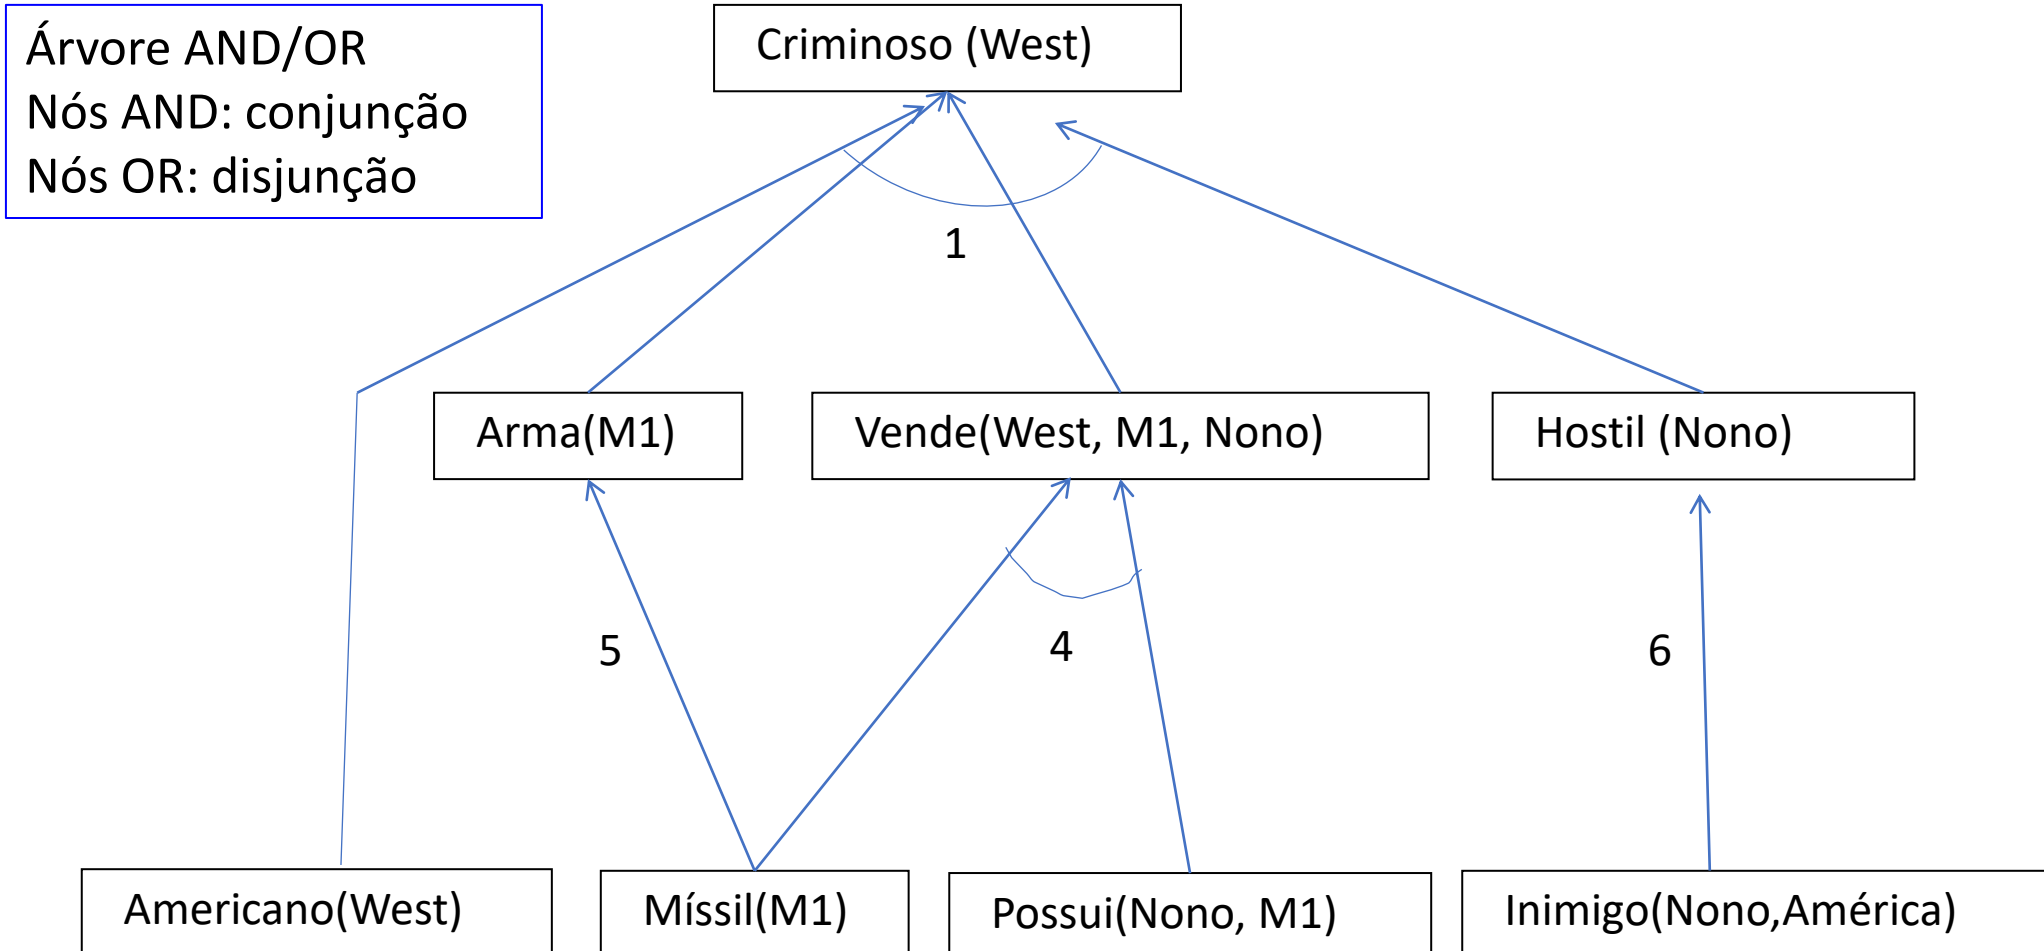 Árvore AND/OR
Nós AND: conjunção
Nós OR: disjunção
Criminoso (West)
1
Arma(M1)
Vende(West, M1, Nono)
Hostil (Nono)
5
4
6
Americano(West)
Míssil(M1)
Possui(Nono, M1)
Inimigo(Nono,América)